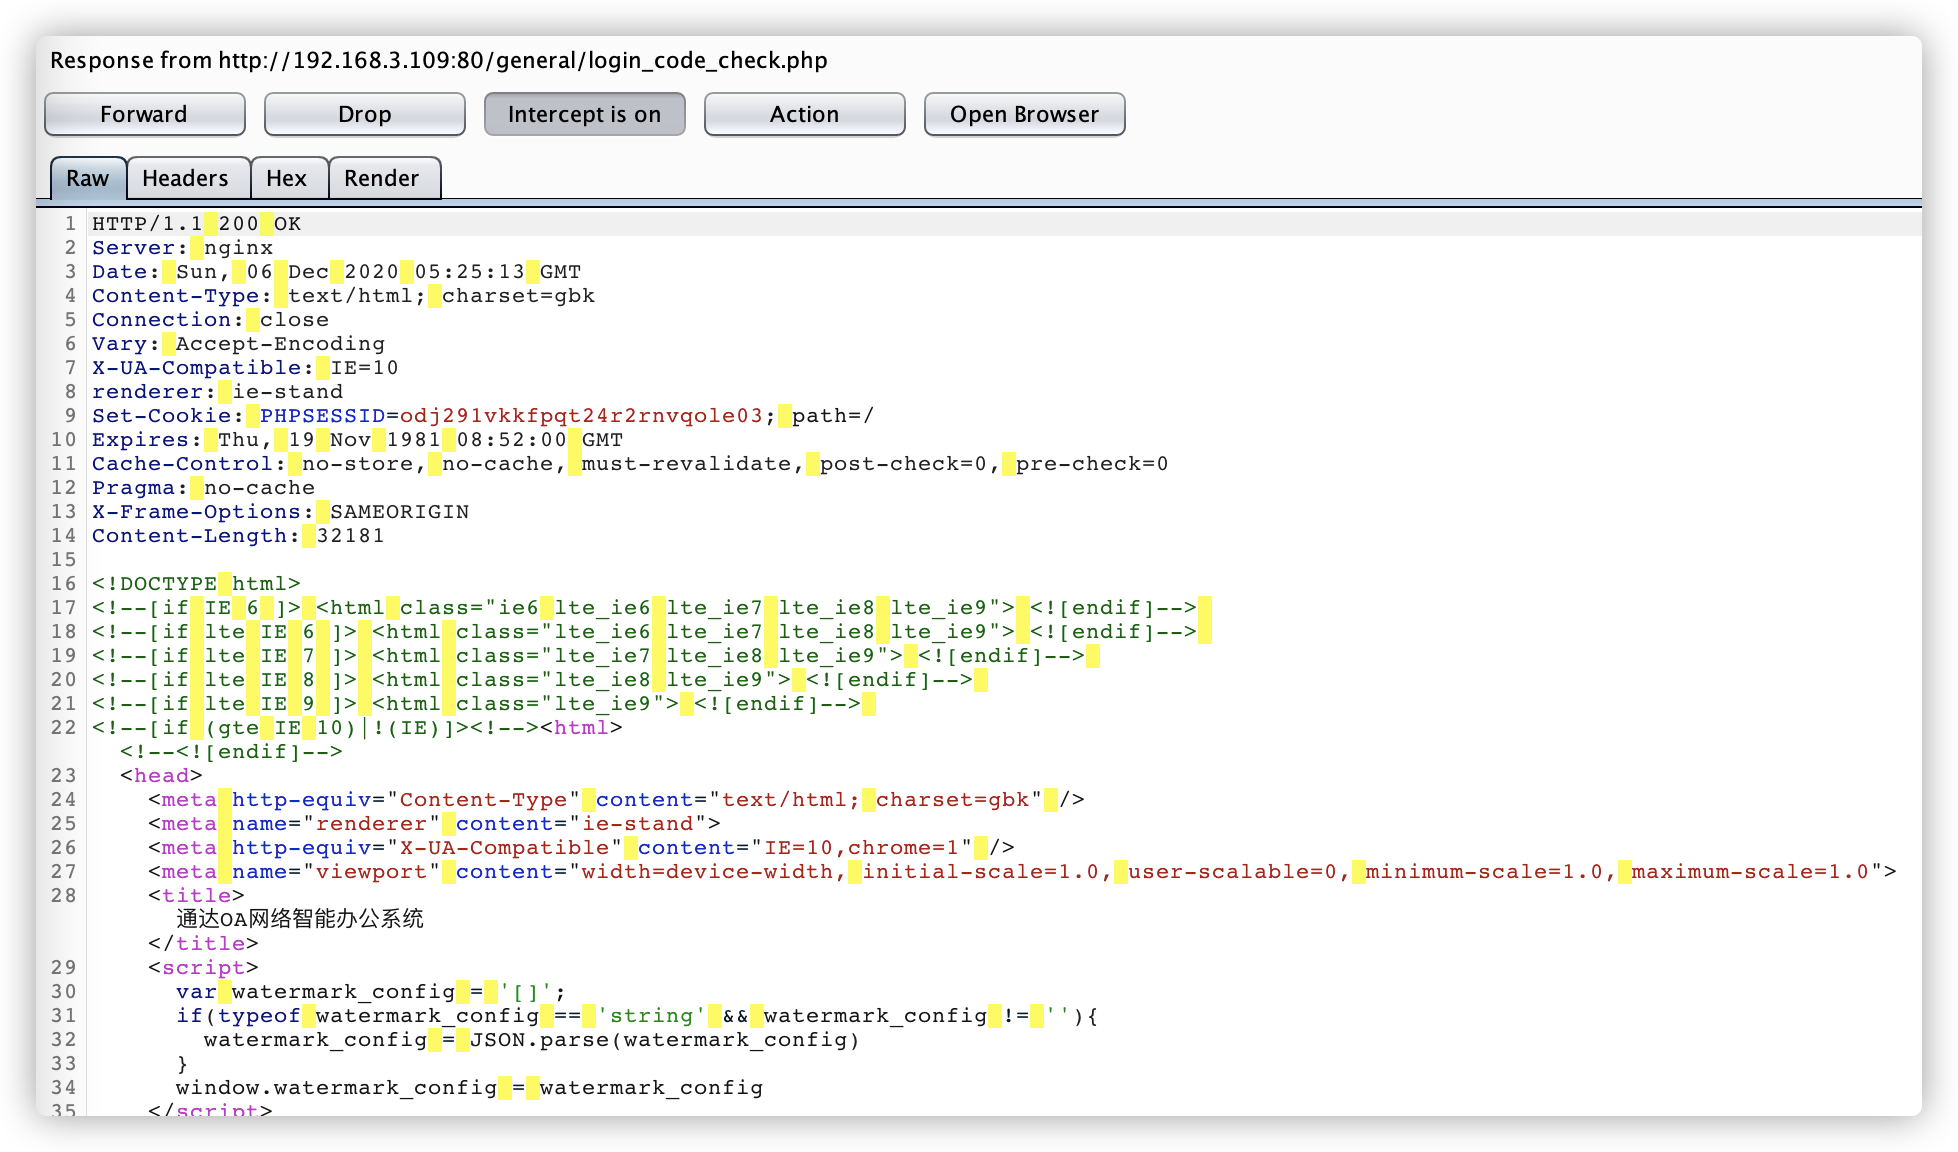 Response from http://192.168.3.109:80/general/login_code_check.php
Forward Drop Intercept is on Action Open Browser
Raw Headers Hex Render
1 HTTP/1.1 200 OK
2 Server: nginx
3 Date: Sun, 06 Dec 2020 05:25:13 GMT
4 Content-Type: text/html; charset=gbk
5 Connection: close
6 Vary: Accept-Encoding
7 X-UA-Compatible: IE=10
8 renderer: ie-stand
9 Set-Cookie: PHPSESSID=odj291vkkfpqt24r2rnvqole03; path=/
10 Expires: Thu, 19 Nov 1981 08:52:00 GMT
11 Cache-Control: no-store, no-cache, must-revalidate, post-check=0, pre-check=0
12 Pragma: no-cache
13 X-Frame-Options: SAMEORIGIN
14 Content-Length: 32181
15
16 <!DOCTYPE html>
17 <!--[if IE 6 ]> <html class="ie6 lte_ie6 lte_ie7 lte_ie8 lte_ie9"> <![endif]-->
18 <!--[if lte IE 6 ]> <html class="lte_ie6 lte_ie7 lte_ie8 lte_ie9"> <![endif]-->
19 <!--[if lte IE 7 ]> <html class="lte_ie7 lte_ie8 lte_ie9"> <![endif]-->
20 <!--[if lte IE 8 ]> <html class="lte_ie8 lte_ie9"> <![endif]-->
21 <!--[if lte IE 9 ]> <html class="lte_ie9"> <![endif]-->
22 <!--[if (gte IE 10)|!(IE)]><!--><html>
<!--<![endif]-->
23 <head>
24 <meta http-equiv="Content-Type" content="text/html; charset=gbk" />
25 <meta name="renderer" content="ie-stand">
26 <meta http-equiv="X-UA-Compatible" content="IE=10,chrome=1" />
27 <meta name="viewport" content="width=device-width, initial-scale=1.0, user-scalable=0, minimum-scale=1.0, maximum-scale=1.0">
28 <title>
通达OA网络智能办公系统
</title>
29 <script>
30 var watermark_config = '[]';
31 if(typeof watermark_config == 'string' && watermark_config != ''){
32 watermark_config = JSON.parse(watermark_config)
33 }
34 window.watermark_config = watermark_config
35 </script>